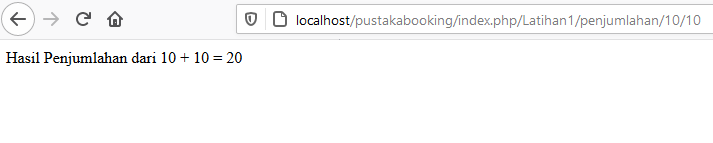 localhost/pustakabooking/index.php/Latihan1/penjumlahan/10/10
Hasil Penjumlahan dari 10 + 10 = 20